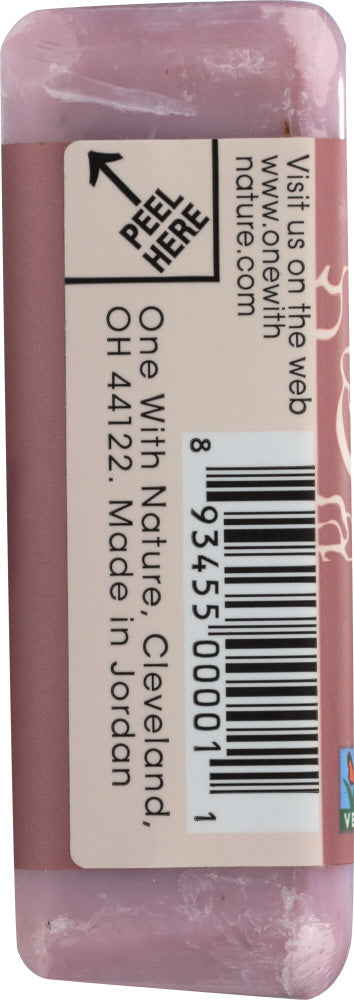 PEEL
HERE
Visit us on the web
www.onewith
nature.com
One With Nature, Cleveland,
OH 44122. Made in Jordan
8 93455 00001 1